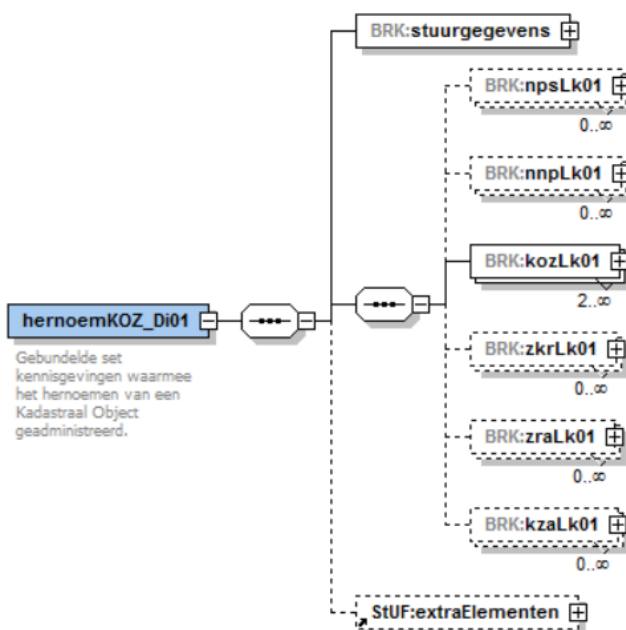 BRK:stuurgegevens
BRK:npsLk01
0..∞
BRK:nnpLk01
0..∞
BRK:kozLk01
2..∞
hernoemKOZ_Di01
Gebundelde set
kennisgevingen waarmee
het hernoemen van een
Kadastraal Object
geadministreerd.
BRK:zkrLk01
0..∞
BRK:zraLk01
0..∞
BRK:kzaLk01
0..∞
StUF:extraElementen